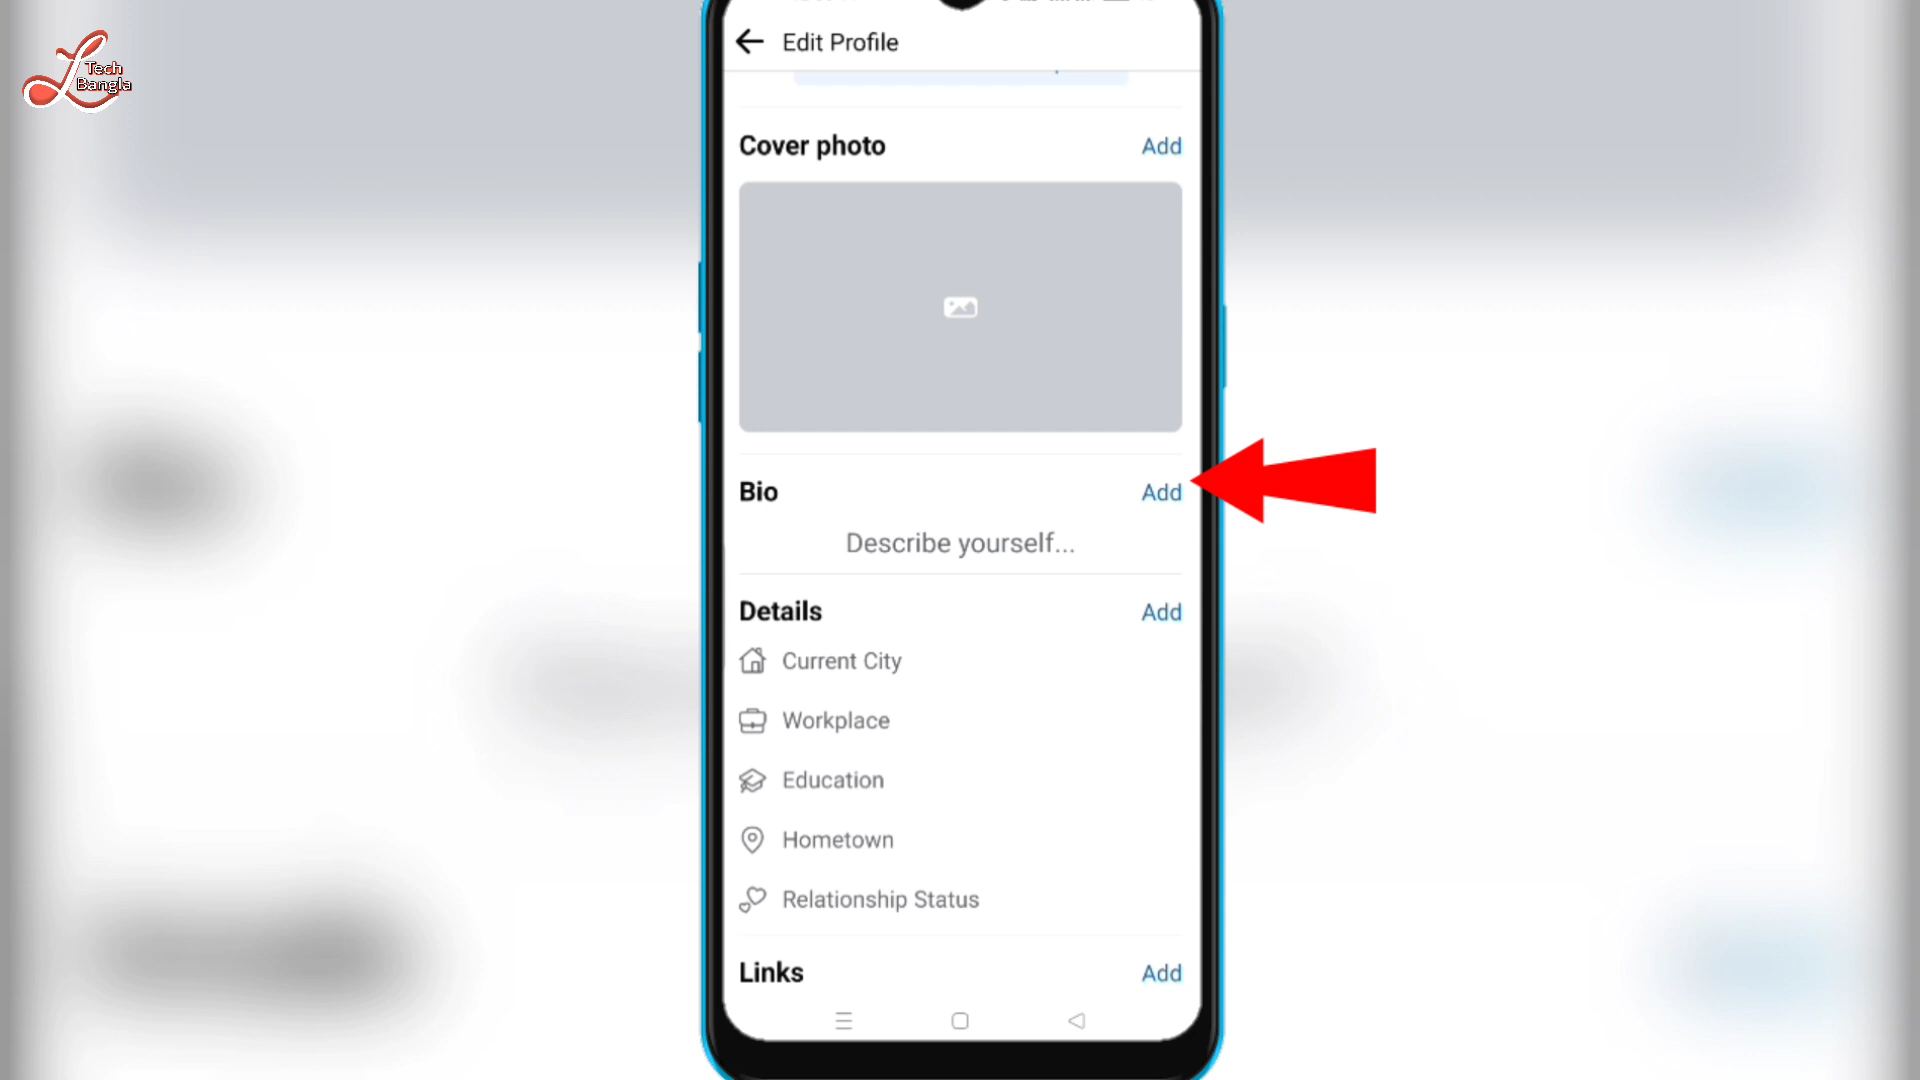 Tech
Bangla
Edit Profile
Cover photo
Add
Bio
Add
Describe yourself...
Details
Add
Current City
Workplace
Education
Hometown
Relationship Status
Links
Add